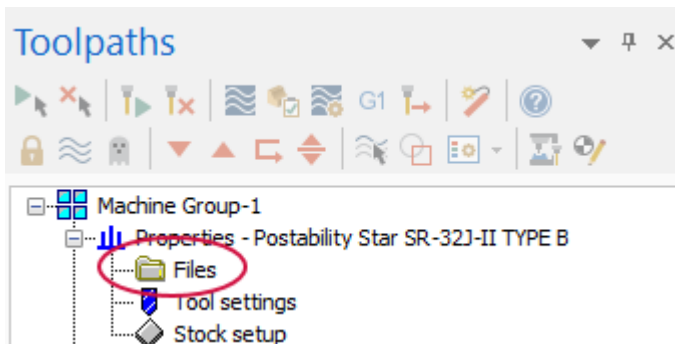 Toolpaths
G1
Machine Group-1
Properties - Postability Star SR-32J-II TYPE B
Files
Tool settings
Stock setup